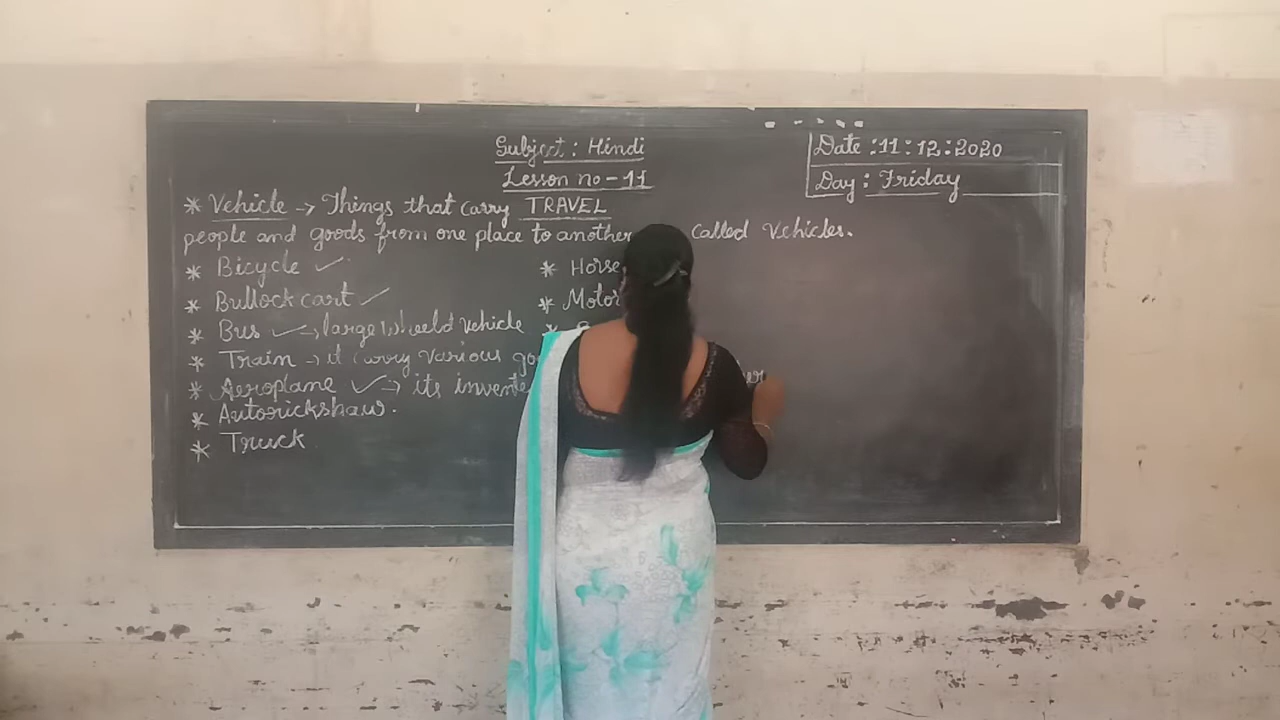 Subject : Hindi
Lesson no - 11
Date : 11 : 12 : 2020
Day : Friday
* Vehicle → Things that carry TRAVEL
people and goods from one place to another called Vehicles.
* Bicycle ✓
* Bullock cart ✓
* Bus ✓ → large wheeld vehicle
* Train → it carry various
* Aeroplane ✓ → its
* Autorickshaw.
* Truck
* Horse
* Motor